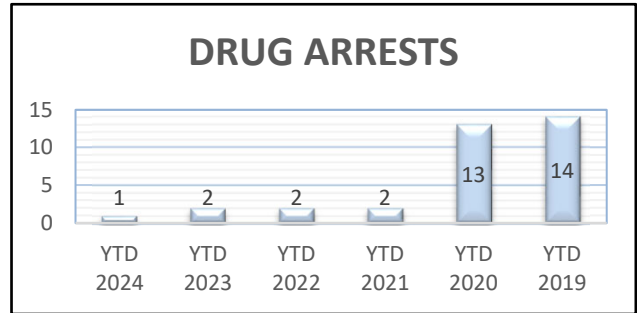 DRUG ARRESTS
15
10
5
0
1
2
2
2
13
14
YTD 2024
YTD 2023
YTD 2022
YTD 2021
YTD 2020
YTD 2019